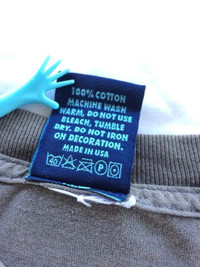 100% COTTON
MACHINE WASH
WARM, DO NOT USE
BLEACH, TUMBLE
DRY. DO NOT IRON
ON DECORATION.
MADE IN USA
40 P O